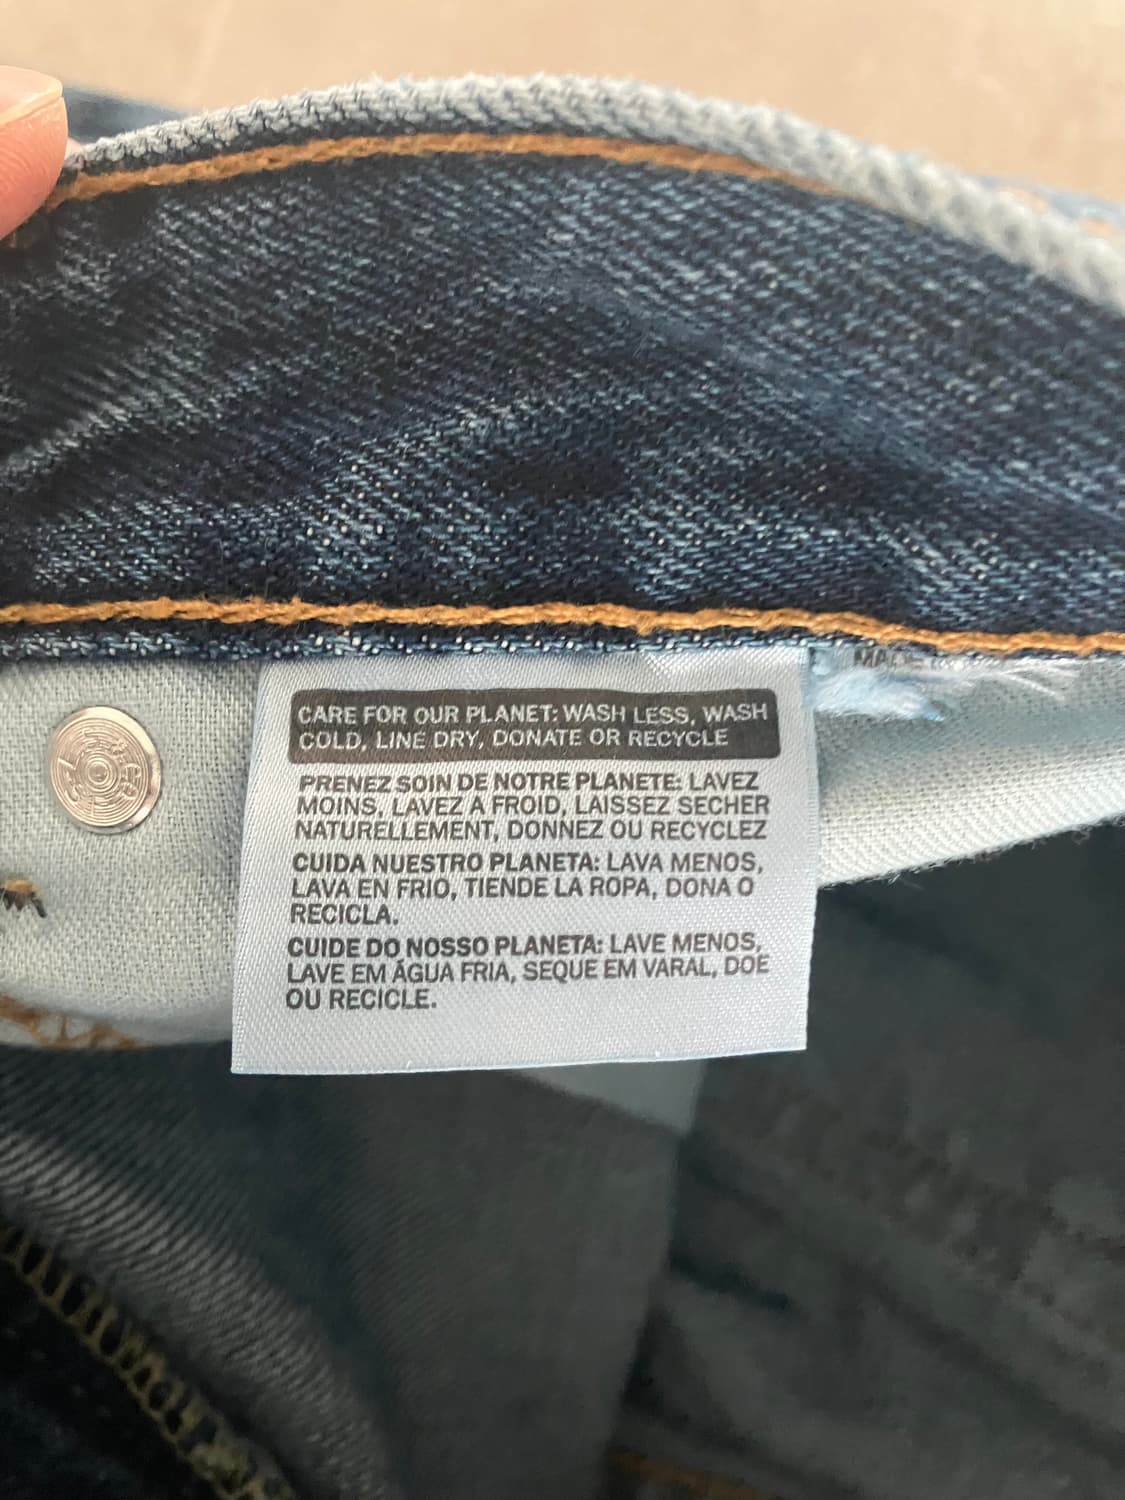 CARE FOR OUR PLANET: WASH LESS, WASH
COLD, LINE DRY, DONATE OR RECYCLE
PRENEZ SOIN DE NOTRE PLANETE: LAVEZ
MOINS, LAVEZ A FROID, LAISSEZ SECHER
NATURELLEMENT, DONNEZ OU RECYCLEZ
CUIDA NUESTRO PLANETA: LAVA MENOS,
LAVA EN FRIO, TIENDE LA ROPA, DONA O
RECICLA.
CUIDE DO NOSSO PLANETA: LAVE MENOS,
LAVE EM ÁGUA FRIA, SEQUE EM VARAL, DOE
OU RECICLE.